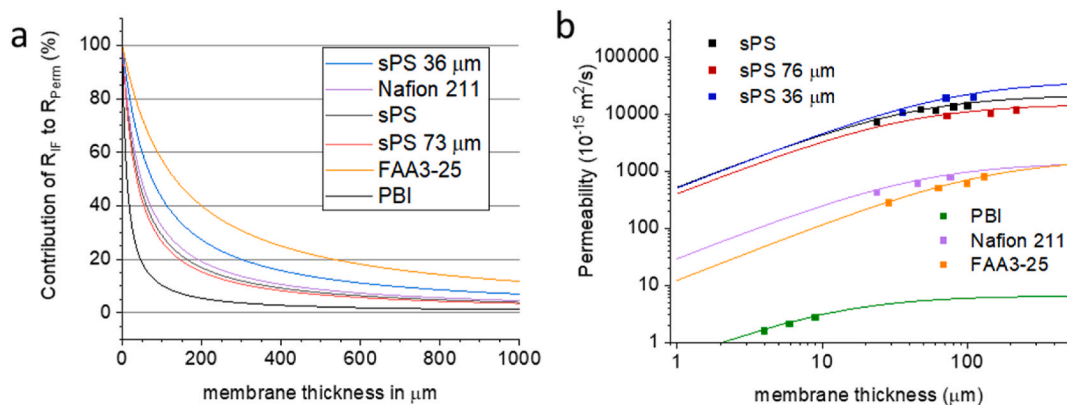 a
Contribution of R_IF to R_Perm (%)
100
80
60
40
20
0
sPS 36 μm
Nafion 211
sPS
sPS 73 μm
FAA3-25
PBI
0
200
400
600
800
1000
membrane thickness in μm
b
Permeability (10⁻¹⁵ m²/s)
100000
10000
1000
100
10
1
sPS
sPS 76 μm
sPS 36 μm
PBI
Nafion 211
FAA3-25
1
10
100
membrane thickness (μm)